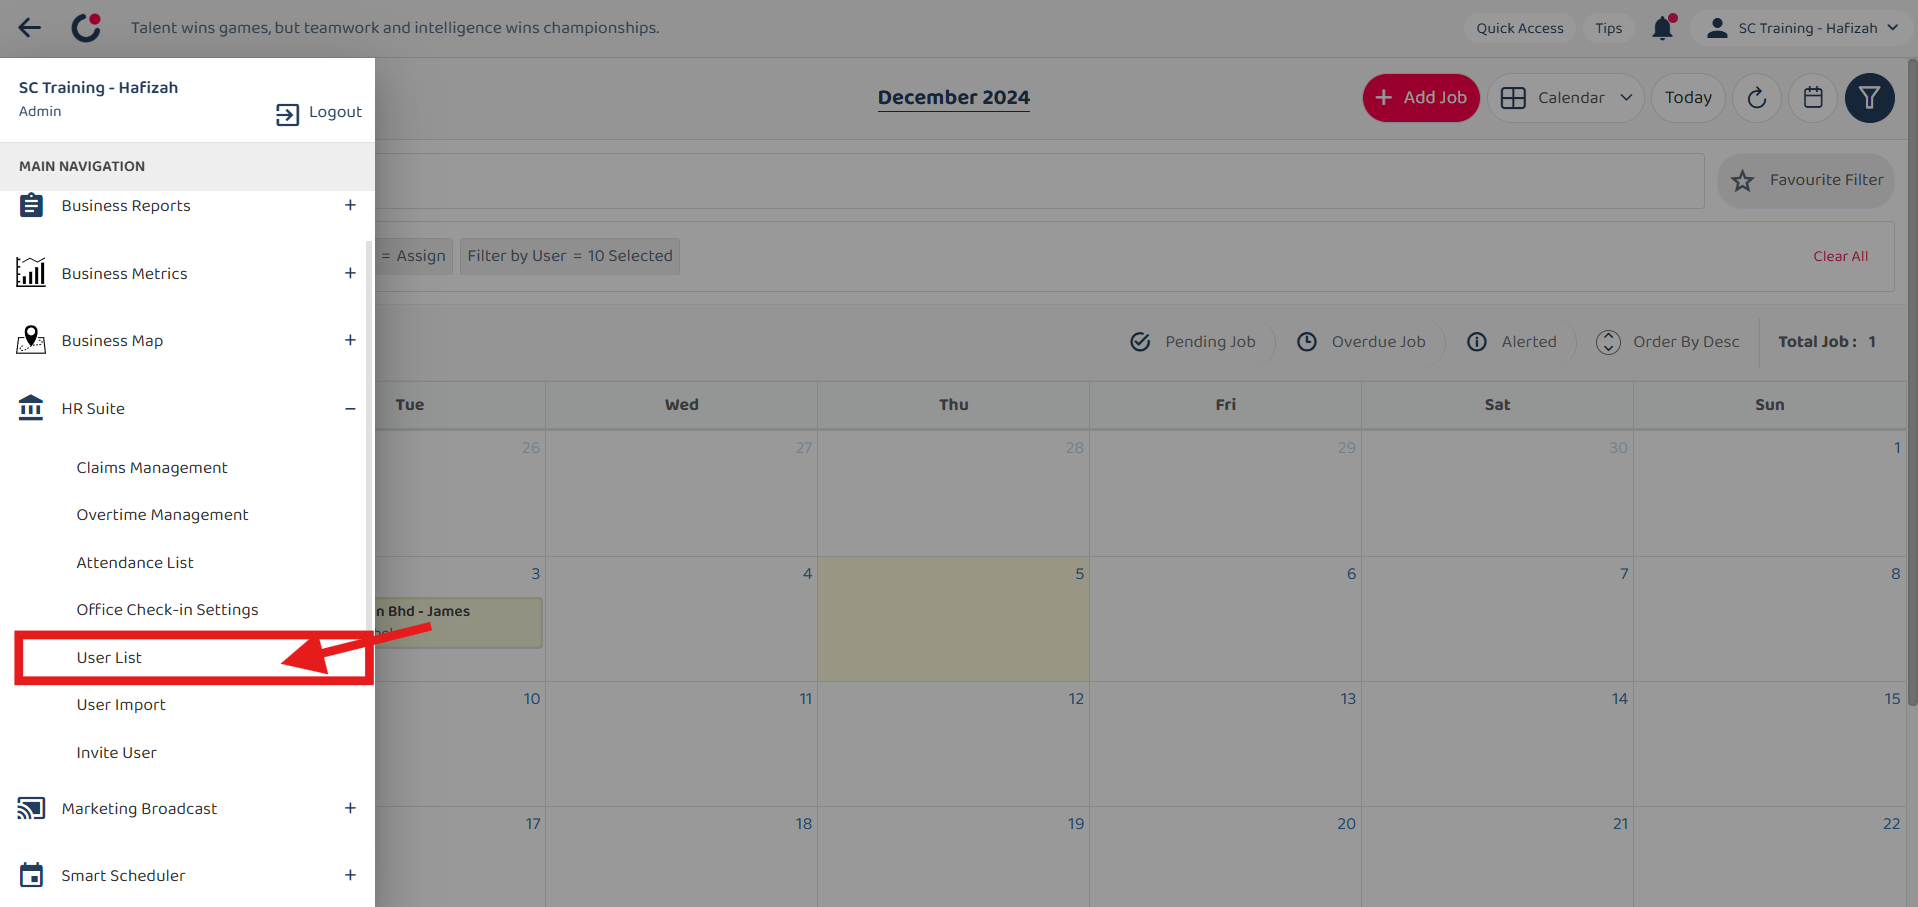 Talent wins games, but teamwork and intelligence wins championships.
Quick Access
Tips
SC Training - Hafizah
SC Training - Hafizah
Admin
Logout
MAIN NAVIGATION
Business Reports
Business Metrics
Business Map
HR Suite
Claims Management
Overtime Management
Attendance List
Office Check-in Settings
User List
User Import
Invite User
Marketing Broadcast
Smart Scheduler
December 2024
+ Add Job
Calendar
Today
Favourite Filter
= Assign
Filter by User = 10 Selected
Clear All
Pending Job
Overdue Job
Alerted
Order By Desc
Total Job : 1
Tue Wed Thu Fri Sat Sun
26 27 28 29 30 1
3 4 5 6 7 8
n Bhd - James
10 11 12 13 14 15
17 18 19 20 21 22